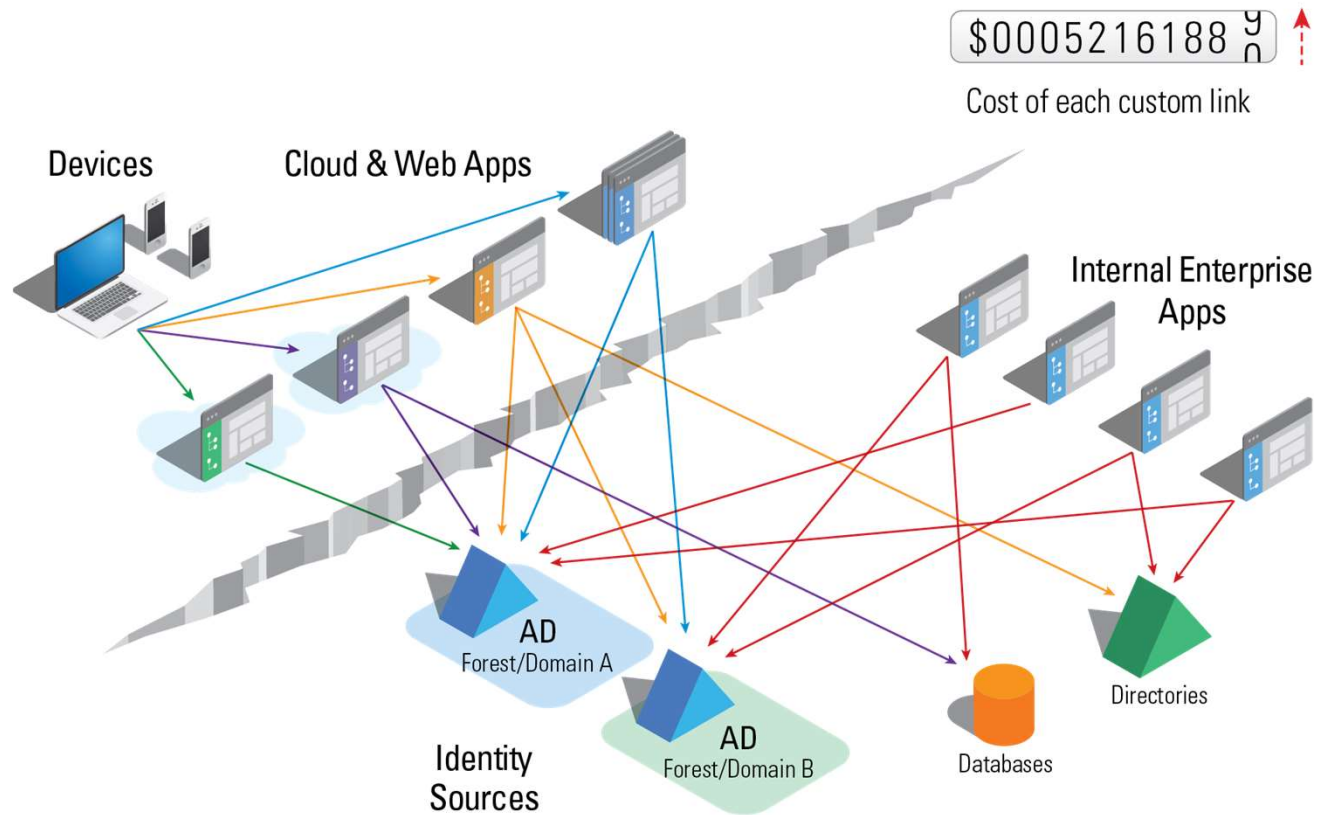 $0005216188
Cost of each custom link
Devices
Cloud & Web Apps
Internal Enterprise
Apps
AD
Forest/Domain A
AD
Forest/Domain B
Identity
Sources
Databases
Directories